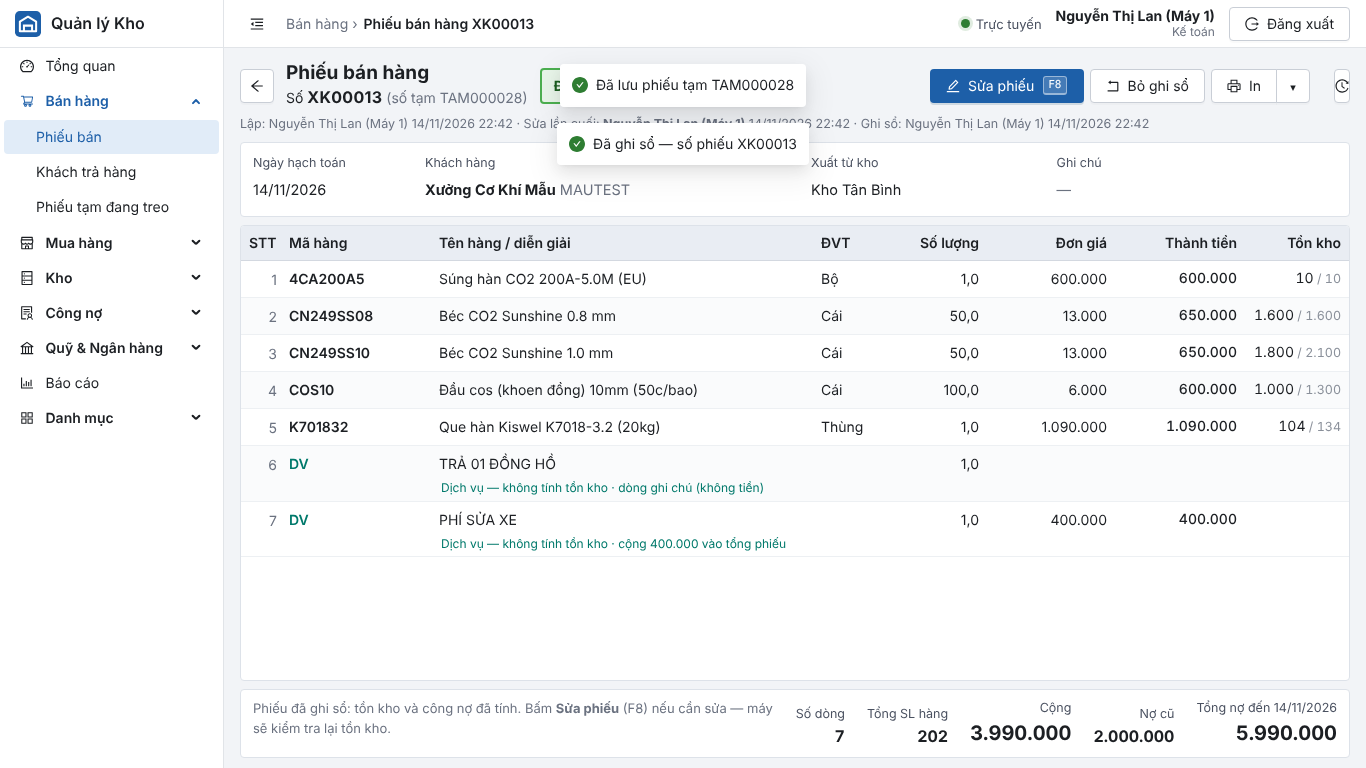 Quản lý Kho
Bán hàng › Phiếu bán hàng XK00013
Trực tuyến
Nguyễn Thị Lan (Máy 1)
Kế toán
Đăng xuất
Tổng quan
Bán hàng
Phiếu bán
Khách trả hàng
Phiếu tạm đang treo
Mua hàng
Kho
Công nợ
Quỹ & Ngân hàng
Báo cáo
Danh mục
Phiếu bán hàng
Số XK00013 (số tạm TAM000028)
Đã lưu phiếu tạm TAM000028
Sửa phiếu F8
Bỏ ghi sổ
In
Lập: Nguyễn Thị Lan (Máy 1) 14/11/2026 22:42 · Sửa lần cuối: Nguyễn Thị Lan (Máy 1) 14/11/2026 22:42 · Ghi sổ: Nguyễn Thị Lan (Máy 1) 14/11/2026 22:42
Đã ghi sổ — số phiếu XK00013
Ngày hạch toán Khách hàng Xuất từ kho Ghi chú
14/11/2026 Xưởng Cơ Khí Mẫu MAUTEST Kho Tân Bình —
STT Mã hàng Tên hàng / diễn giải ĐVT Số lượng Đơn giá Thành tiền Tồn kho
1 4CA200A5 Súng hàn CO2 200A-5.0M (EU) Bộ 1,0 600.000 600.000 10 / 10
2 CN249SS08 Béc CO2 Sunshine 0.8 mm Cái 50,0 13.000 650.000 1.600 / 1.600
3 CN249SS10 Béc CO2 Sunshine 1.0 mm Cái 50,0 13.000 650.000 1.800 / 2.100
4 COS10 Đầu cos (khoen đồng) 10mm (50c/bao) Cái 100,0 6.000 600.000 1.000 / 1.300
5 K701832 Que hàn Kiswel K7018-3.2 (20kg) Thùng 1,0 1.090.000 1.090.000 104 / 134
6 DV TRẢ 01 ĐỒNG HỒ 1,0
Dịch vụ — không tính tồn kho · dòng ghi chú (không tiền)
7 DV PHÍ SỬA XE 1,0 400.000 400.000
Dịch vụ — không tính tồn kho · cộng 400.000 vào tổng phiếu
Phiếu đã ghi sổ: tồn kho và công nợ đã tính. Bấm Sửa phiếu (F8) nếu cần sửa — máy
sẽ kiểm tra lại tồn kho.
Số dòng Tổng SL hàng Cộng Nợ cũ Tổng nợ đến 14/11/2026
7 202 3.990.000 2.000.000 5.990.000